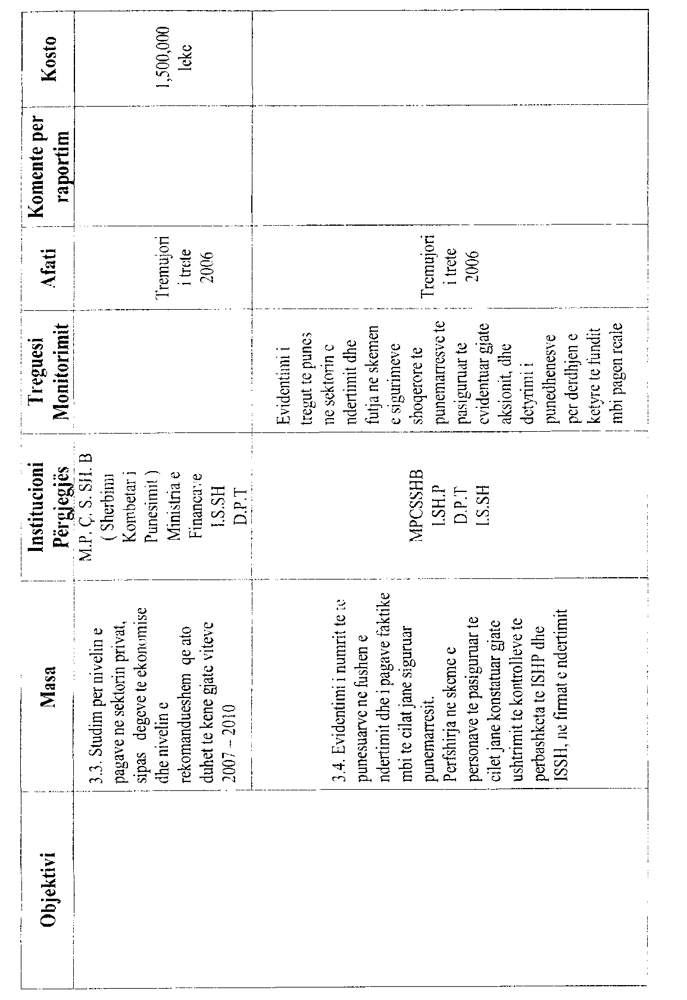 Objektivi
Masa
Institucioni
Përgjegjës
Treguesi
Monitorimit
Afati
Komente per
raportim
Kosto
3.3. Studim per nivelin e
pagave ne sektorin privat,
sipas degeve te ekonomise
dhe nivelin e
rekomandueshem qe ato
duhet te kene gjate viteve
2007 – 2010
M.P. Ç. S. SH. B
( Sherbimi
Kombetar i
Punesimit )
Ministria e
Financave
I.S.SH
D.P.T
Tremujori
i trete
2006
1,500,000
leke
3.4. Evidentimi i numrit te te
punesuarve ne fushen e
ndertimit dhe i pagave faktike
mbi te cilat jane siguruar
punemarresit.
Perfshirja ne skeme e
personave te pasiguruar te
cilet jane konstatuar gjate
ushtrimit te kontrolleve te
perbashketa te ISHP dhe
ISSH, ne firmat e ndertimit
MPCSSHB
I.SH.P
D.P.T
I.S.SH
Evidentimi i
tregut te punes
ne sektorin e
ndertimit dhe
futja ne skemen
e sigurimeve
shoqerore te
punemarresve te
pasiguruar te
evidentuar gjate
aksionit, dhe
detyrimi i
punedhenesve
per derdhjen e
ketyre te fundit
mbi pagen reale
Tremujori
i trete
2006